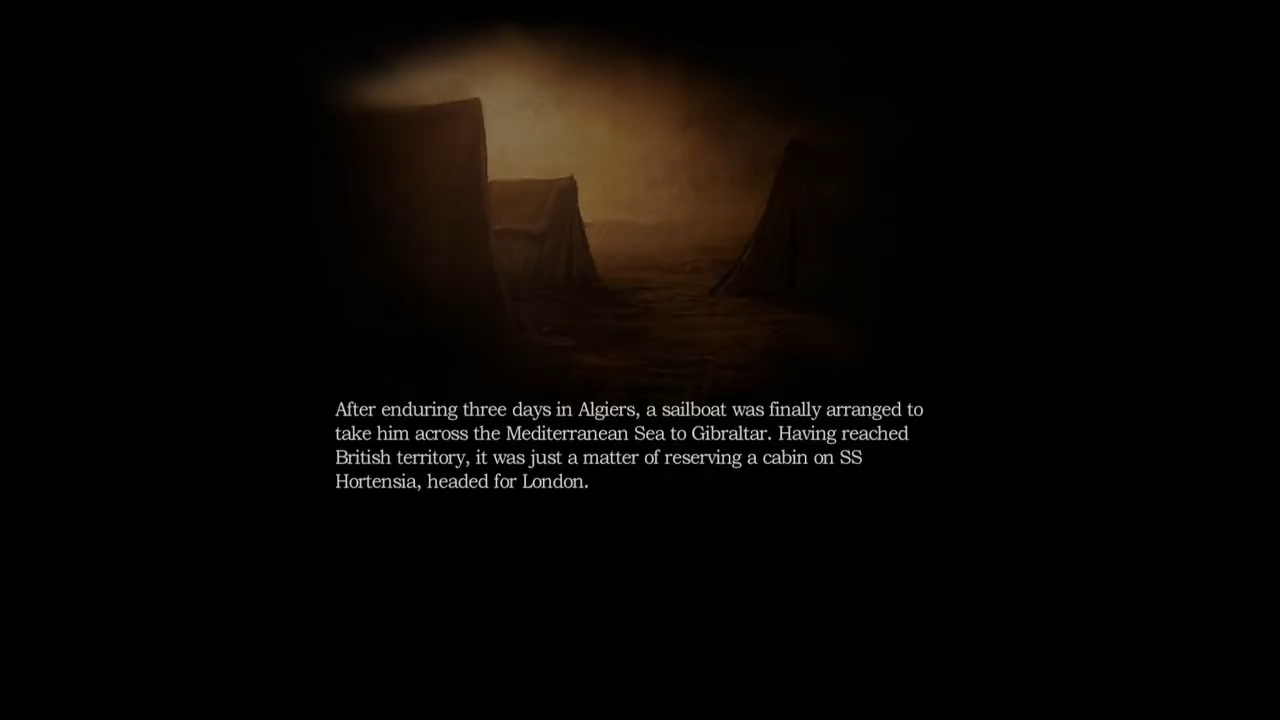 After enduring three days in Algiers, a sailboat was finally arranged to
take him across the Mediterranean Sea to Gibraltar. Having reached
British territory, it was just a matter of reserving a cabin on SS
Hortensia, headed for London.